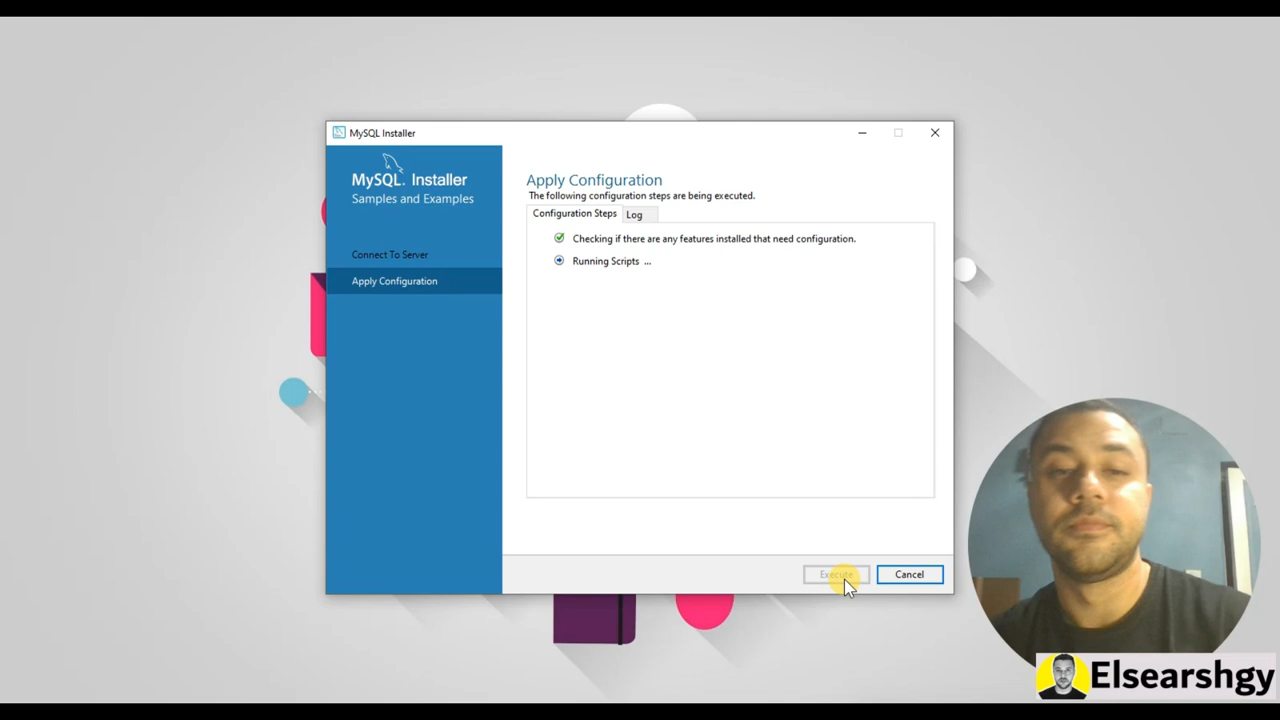 MySQL Installer
MySQL. Installer
Samples and Examples
Connect To Server
Apply Configuration
Apply Configuration
The following configuration steps are being executed.
Configuration Steps
Log
Checking if there are any features installed that need configuration.
Running Scripts ...
Execute
Cancel
Elsearshgy